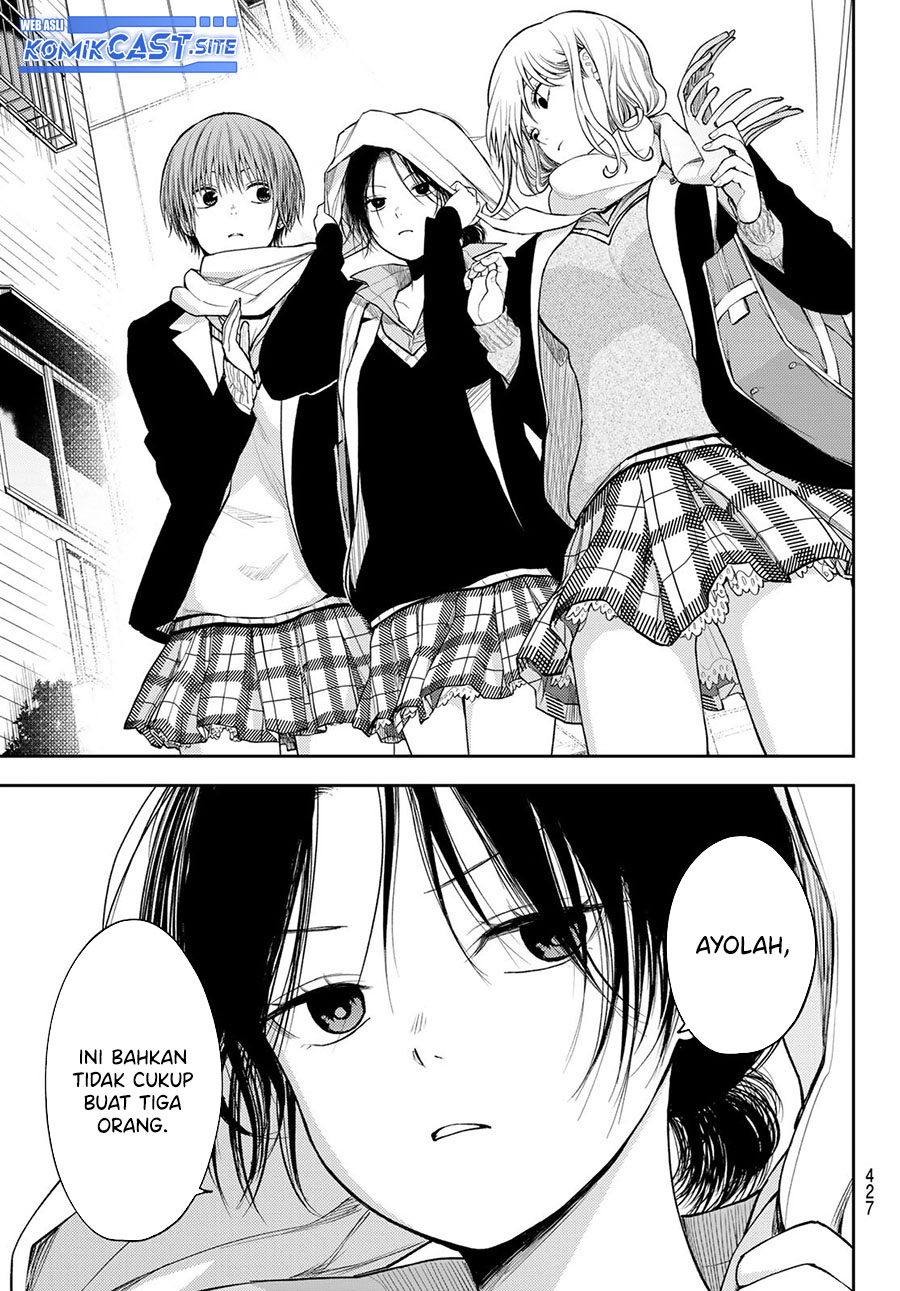 WEB ASLI
KOMIKCAST.SITE
AYOLAH,
INI BAHKAN
TIDAK CUKUP
BUAT TIGA
ORANG.
427